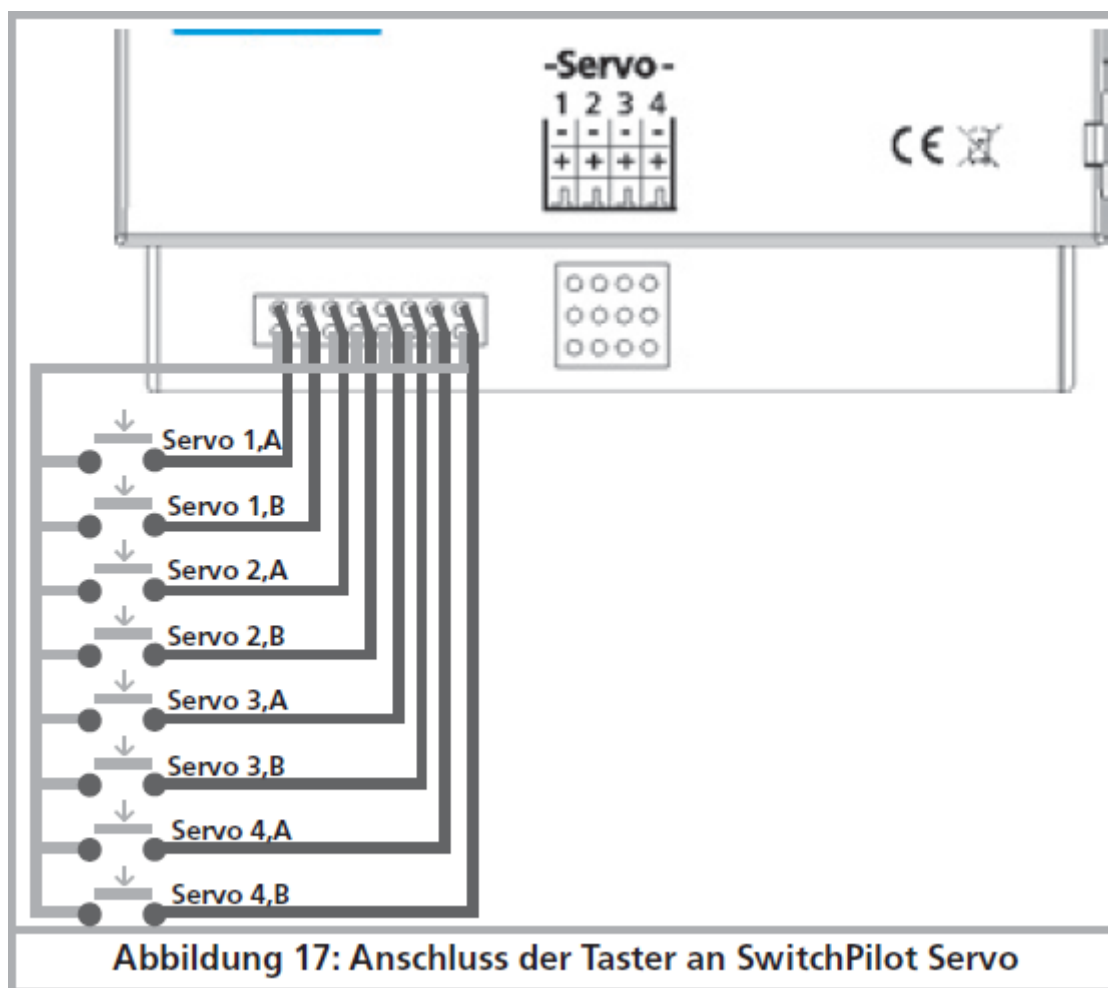 -Servo-
1 2 3 4
- - - -
+ + + +
CE
Servo 1,A
Servo 1,B
Servo 2,A
Servo 2,B
Servo 3,A
Servo 3,B
Servo 4,A
Servo 4,B
Abbildung 17: Anschluss der Taster an SwitchPilot Servo